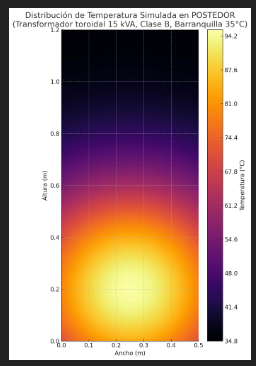 Distribución de Temperatura Simulada en POSTEDOR
(Transformador toroidal 15 kVA, Clase B, Barranquilla 35°C)
1.2
1.0
0.8
0.6
0.4
0.2
0.0
Altura (m)
0.0 0.1 0.2 0.3 0.4 0.5
Ancho (m)
94.2
87.6
81.0
74.4
67.8
61.2
54.6
48.0
41.4
34.8
Temperatura (°C)